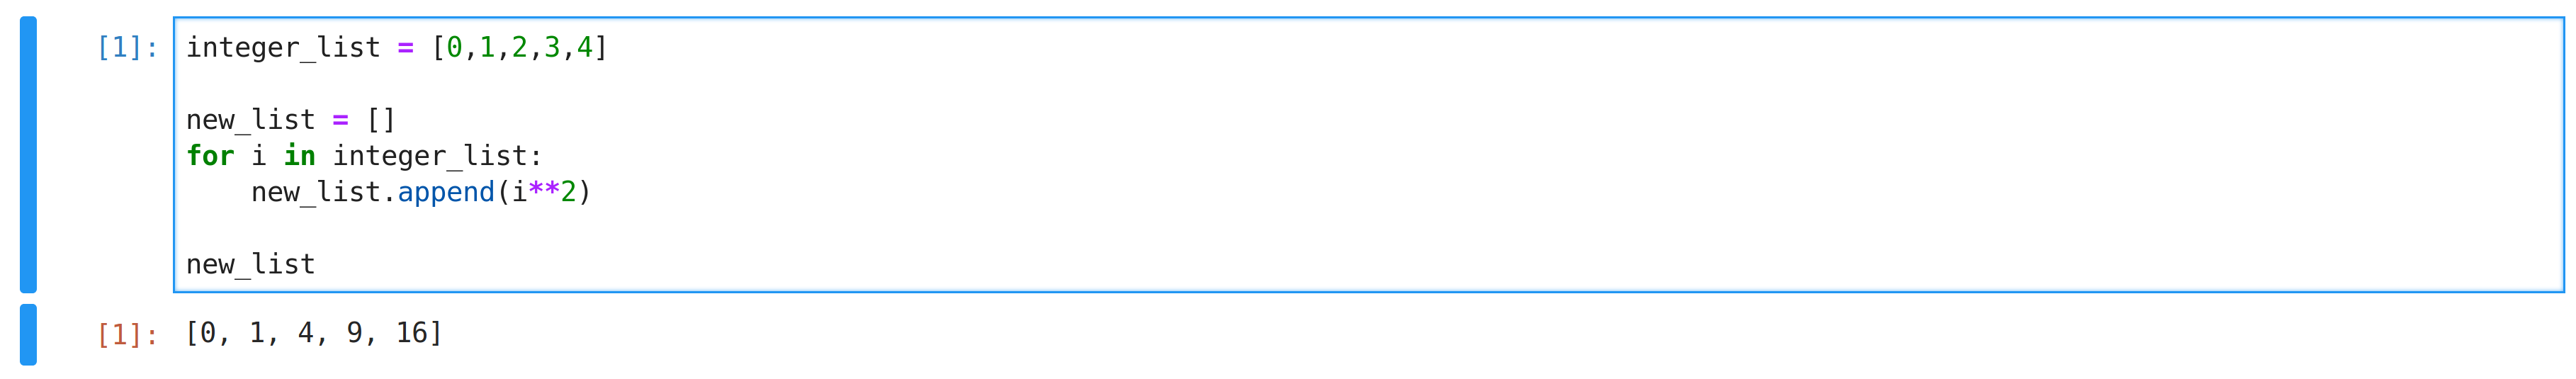 [1]: integer_list = [0,1,2,3,4]
new_list = []
for i in integer_list:
    new_list.append(i**2)
new_list
[1]: [0, 1, 4, 9, 16]